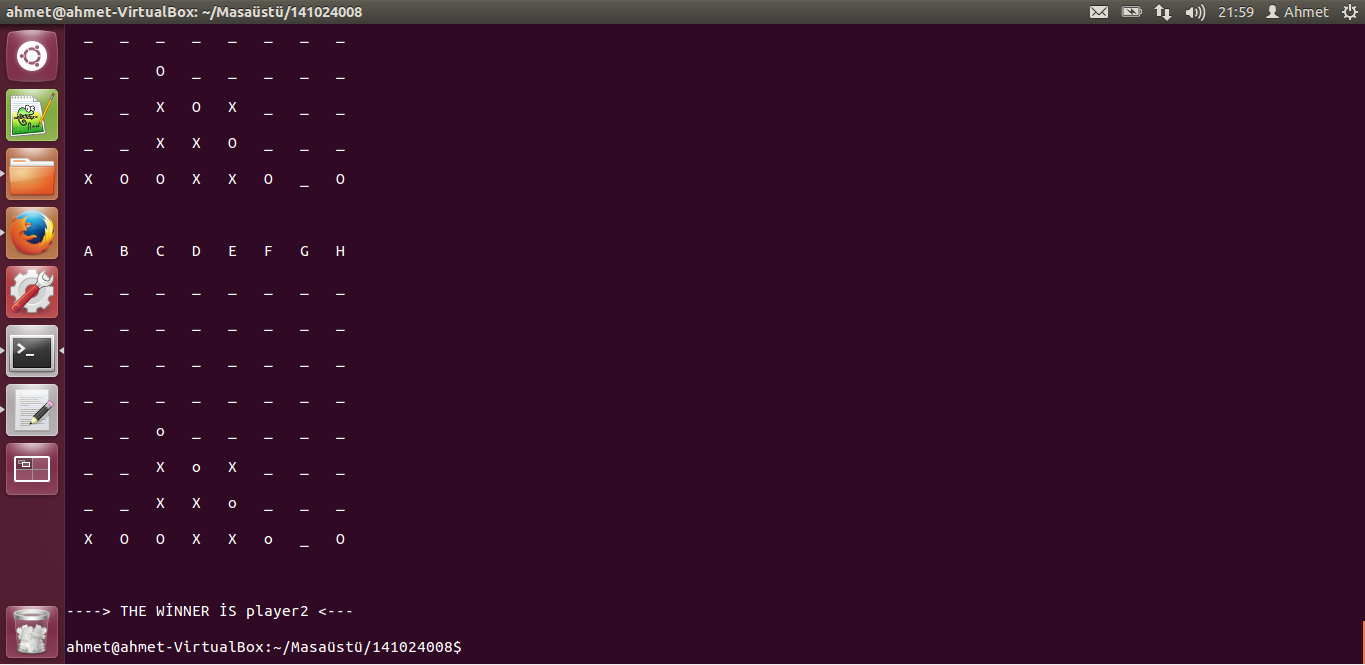 ahmet@ahmet-VirtualBox: ~/Masaüstü/141024008 21:59 Ahmet
_ _ _ _ _ _ _ _
_ _ O _ _ _ _ _
_ _ X O X _ _ _
_ _ X X O _ _ _
X O O X X O _ O
A B C D E F G H
_ _ _ _ _ _ _ _
_ _ _ _ _ _ _ _
_ _ _ _ _ _ _ _
_ _ _ _ _ _ _ _
_ _ o _ _ _ _ _
_ _ X o X _ _ _
_ _ X X o _ _ _
X O O X X o _ O
----> THE WİNNER İS player2 <---
ahmet@ahmet-VirtualBox:~/Masaüstü/141024008$